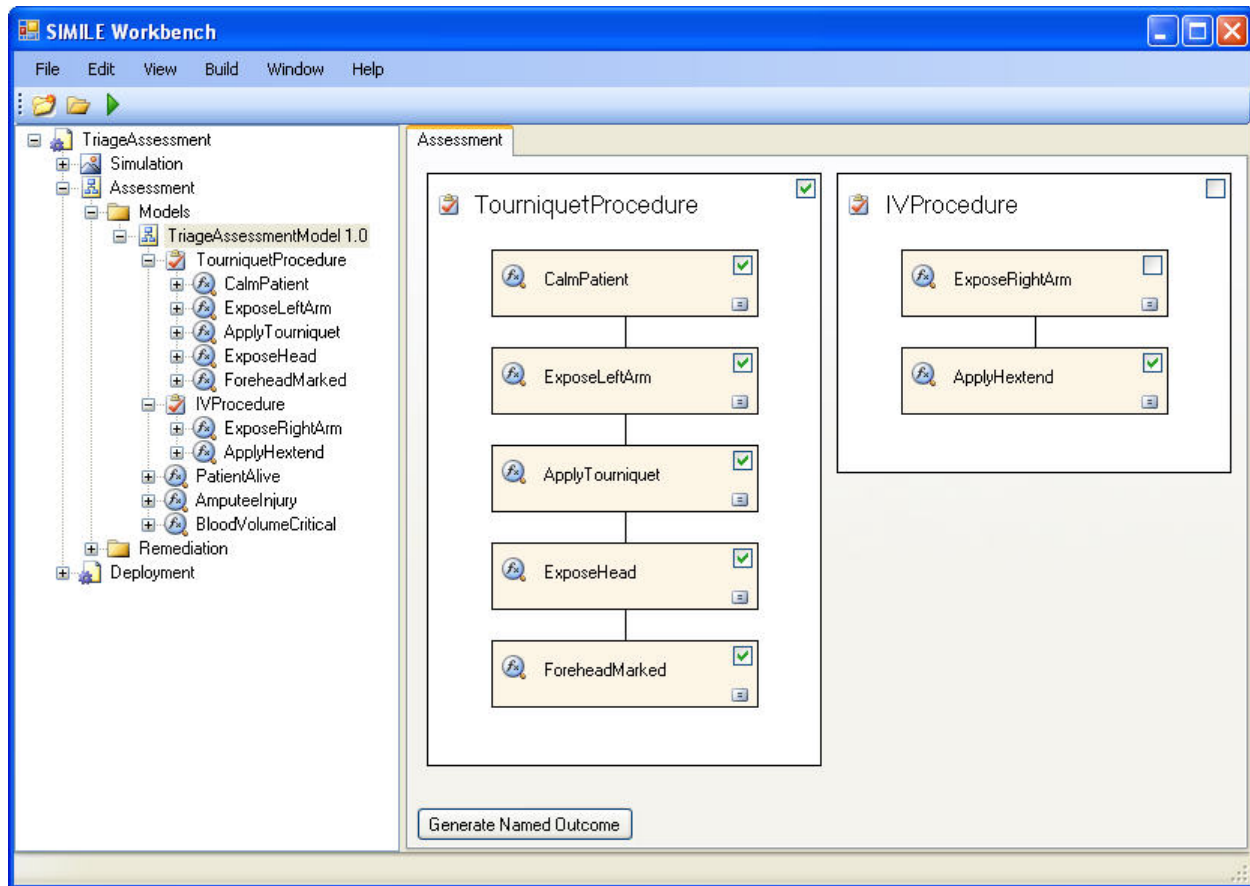 SIMILE Workbench
File Edit View Build Window Help
TriageAssessment
Simulation
Assessment
Models
TriageAssessmentModel 1.0
TourniquetProcedure
CalmPatient
ExposeLeftArm
ApplyTourniquet
ExposeHead
ForeheadMarked
IVProcedure
ExposeRightArm
ApplyHextend
PatientAlive
AmputeeInjury
BloodVolumeCritical
Remediation
Deployment
Assessment
TourniquetProcedure
CalmPatient
ExposeLeftArm
ApplyTourniquet
ExposeHead
ForeheadMarked
IVProcedure
ExposeRightArm
ApplyHextend
Generate Named Outcome